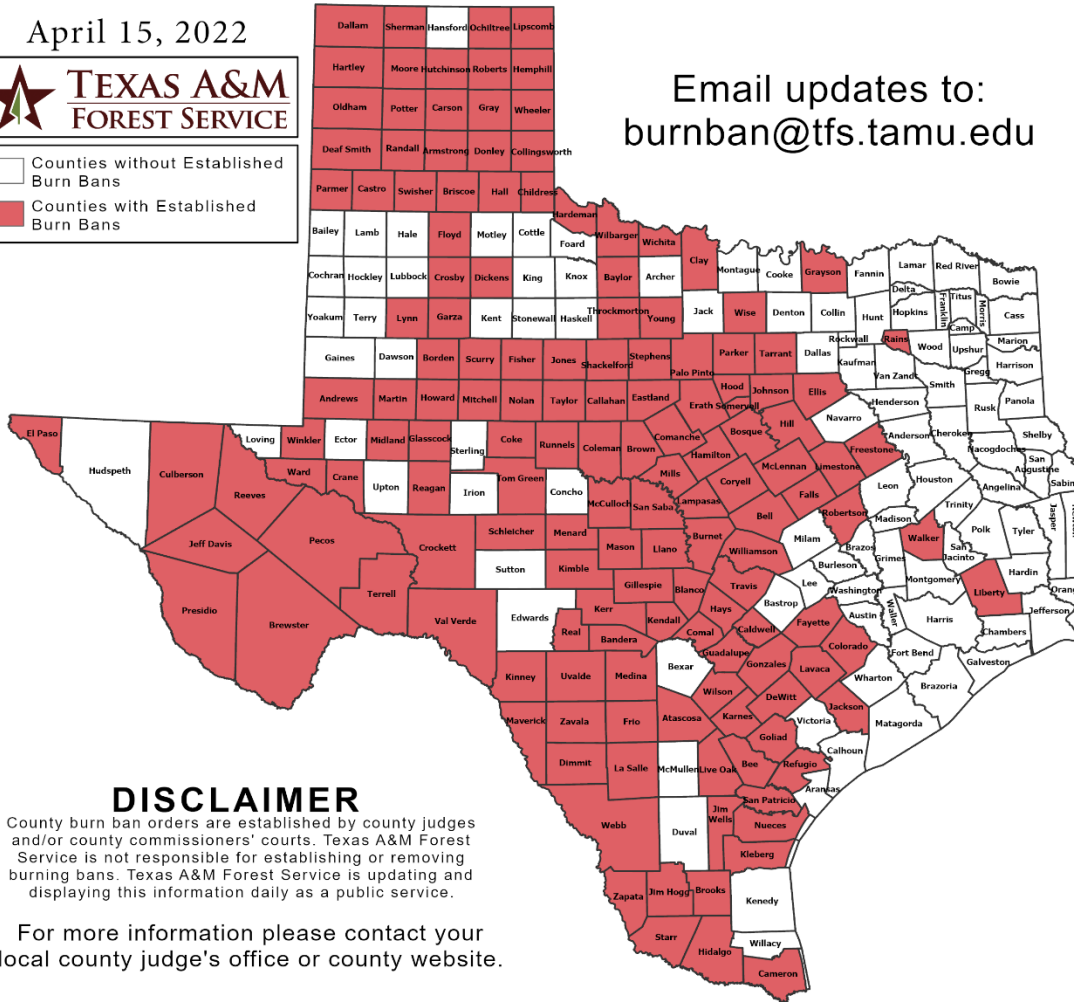 April 15, 2022
TEXAS A&M
FOREST SERVICE
Counties without Established
Burn Bans
Counties with Established
Burn Bans
Email updates to:
burnban@tfs.tamu.edu
Dallam Sherman Hansford Ochiltree Lipscomb
Hartley Moore Hutchinson Roberts Hemphill
Oldham Potter Carson Gray Wheeler
Deaf Smith Randall Armstrong Donley Collingsworth
Parmer Castro Swisher Briscoe Hall Childress
Hardeman
Bailey Lamb Hale Floyd Motley Cottle Foard Wilbarger Wichita
Clay Montague Cooke Grayson Fannin Lamar Red River Bowie
Cochran Hockley Lubbock Crosby Dickens King Knox Baylor Archer
Delta Franklin Titus Morris Cass
Yoakum Terry Lynn Garza Kent Stonewall Haskell Throckmorton Young Jack Wise Denton Collin Hunt Hopkins Camp
Rockwall Rains Wood Upshur Marion
Gaines Dawson Borden Scurry Fisher Jones Shackelford Stephens Palo Pinto Parker Tarrant Dallas Kaufman Van Zandt Gregg Harrison
Andrews Martin Howard Mitchell Nolan Taylor Callahan Eastland Erath Hood Somervell Johnson Ellis Henderson Smith Rusk Panola
El Paso Hudspeth Culberson Loving Winkler Ector Midland Glasscock Sterling Coke Runnels Coleman Brown Comanche Bosque Hill Navarro Anderson Cherokee Shelby
Reeves Ward Crane Upton Reagan Irion Tom Green Concho Mills Hamilton McLennan Limestone Freestone Nacogdoches San Augustine Sabin
McCulloch San Saba Lampasas Coryell Falls Leon Houston Angelina
Jeff Davis Pecos Crockett Schleicher Menard Mason Llano Burnet Bell Robertson Madison Trinity Polk Tyler Jasper
Sutton Kimble Williamson Milam Brazos Grimes Walker San Jacinto Hardin
Presidio Brewster Terrell Val Verde Edwards Gillespie Blanco Travis Burleson Lee Washington Montgomery Liberty Orang
Kerr Kendall Hays Bastrop Austin Waller Harris Jefferson
Real Bandera Comal Caldwell Fayette Chambers
Bexar Guadalupe Gonzales Colorado Fort Bend Galveston
Kinney Uvalde Medina Wilson Lavaca Wharton Brazoria
Maverick Zavala Frio Atascosa Karnes DeWitt Jackson Matagorda
Victoria Goliad Calhoun
Dimmit La Salle McMullen Live Oak Bee Refugio Aransas
San Patricio
Webb Duval Jim Wells Nueces
Kleberg
Zapata Jim Hogg Brooks Kenedy
Starr Hidalgo Willacy
Cameron
DISCLAIMER
County burn ban orders are established by county judges
and/or county commissioners' courts. Texas A&M Forest
Service is not responsible for establishing or removing
burning bans. Texas A&M Forest Service is updating and
displaying this information daily as a public service.
For more information please contact your
local county judge's office or county website.